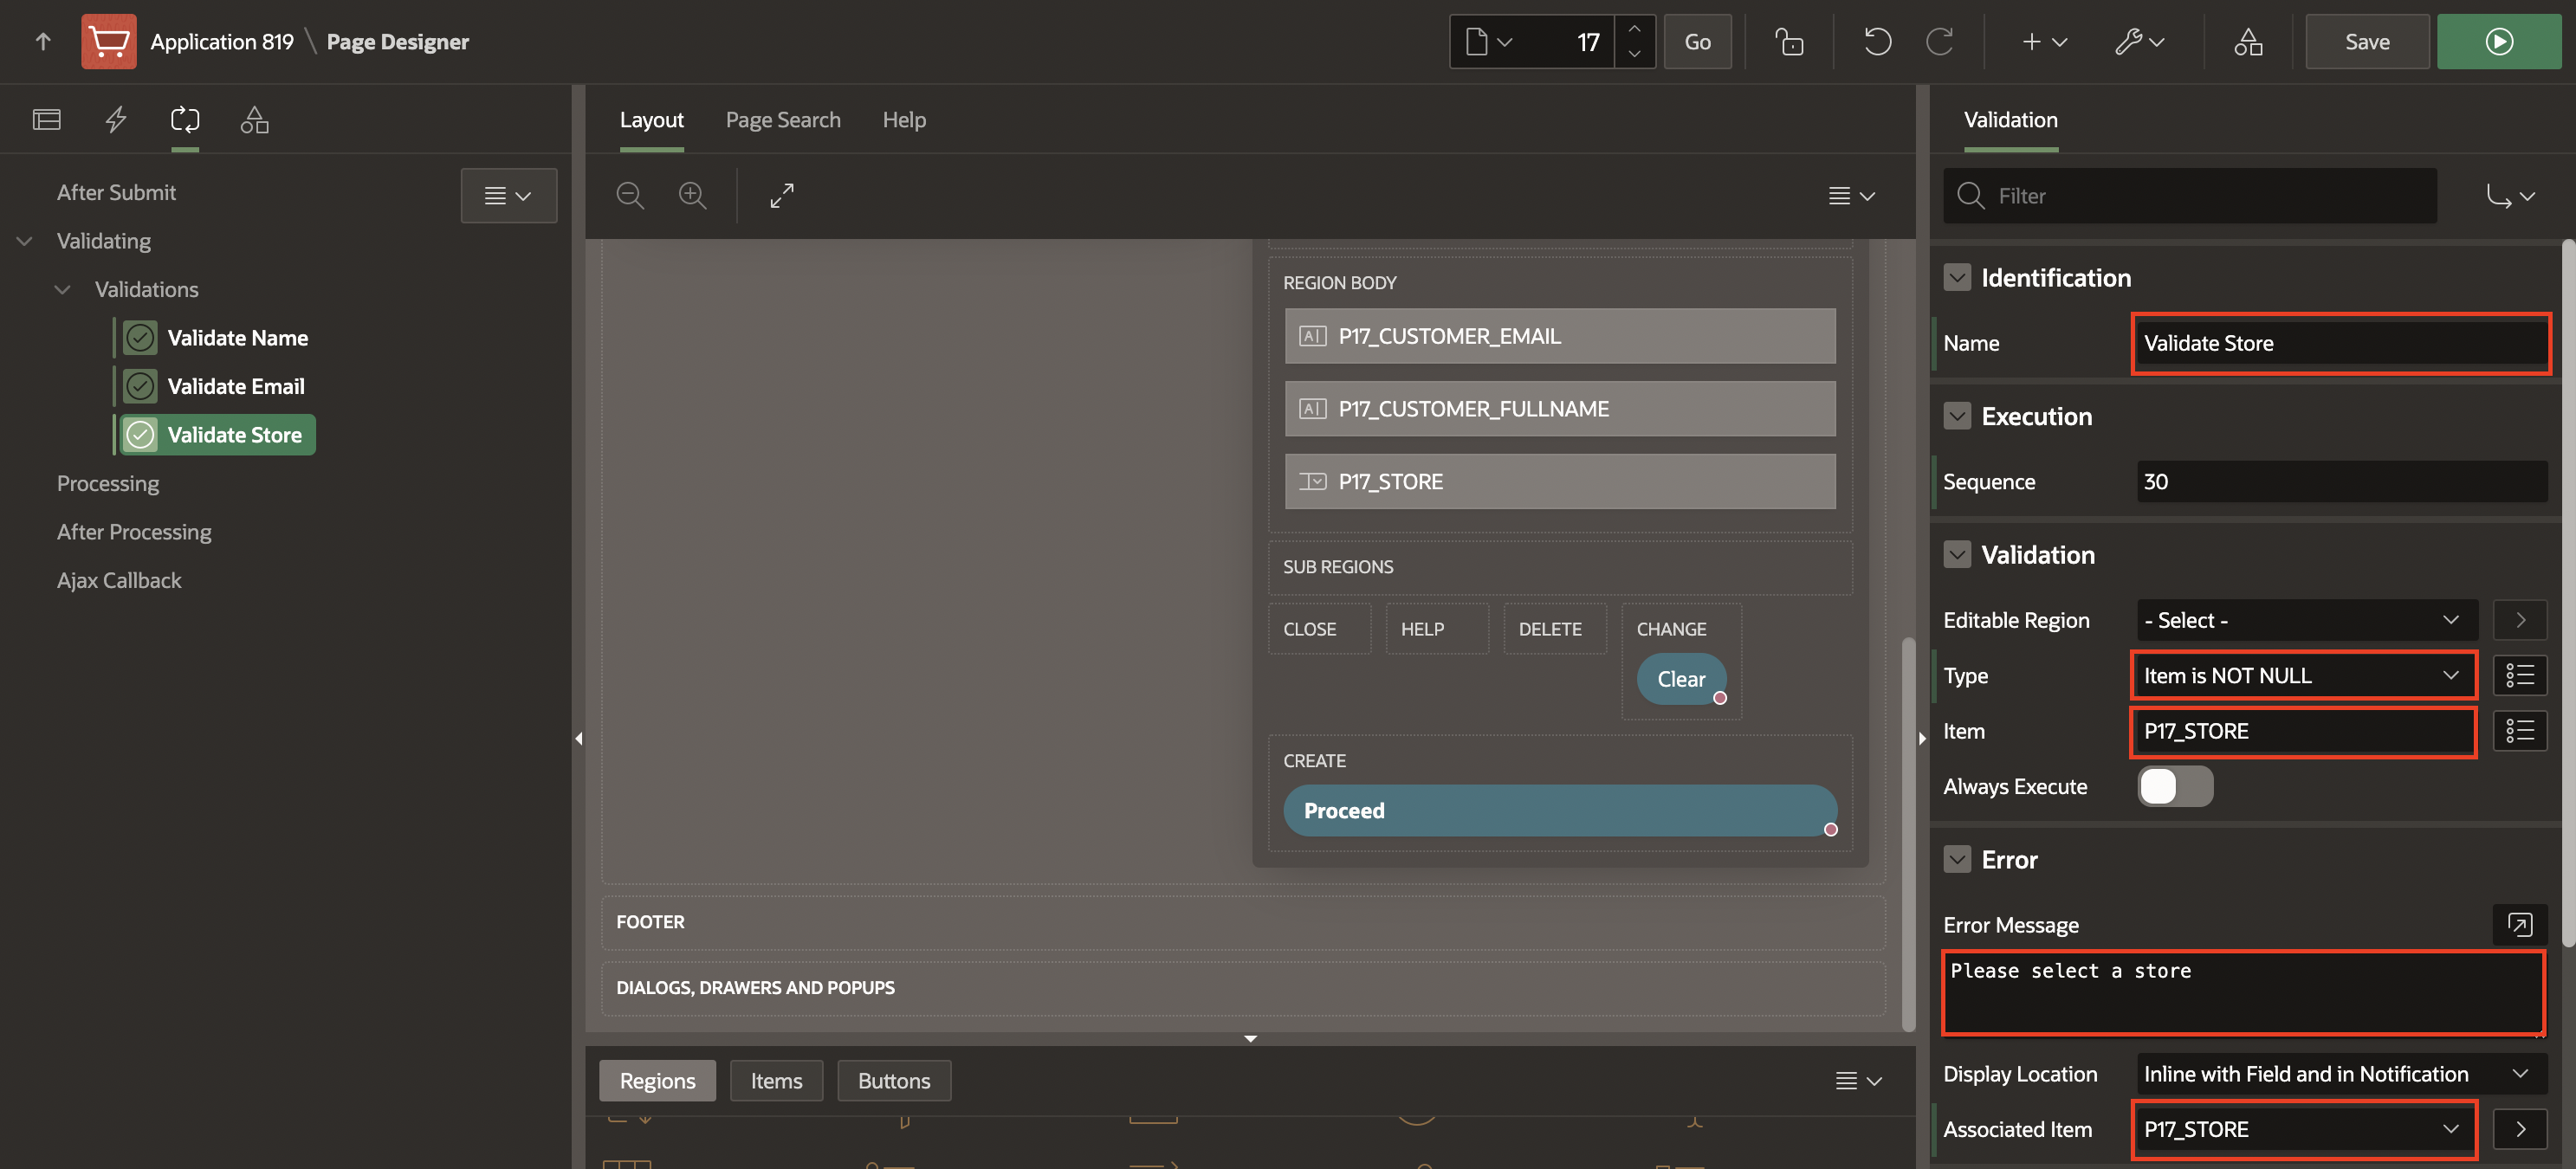 Application 819 \ Page Designer
17
Go
Save
After Submit
Validating
Validations
Validate Name
Validate Email
Validate Store
Processing
After Processing
Ajax Callback
Layout
Page Search
Help
REGION BODY
P17_CUSTOMER_EMAIL
P17_CUSTOMER_FULLNAME
P17_STORE
SUB REGIONS
CLOSE
HELP
DELETE
CHANGE
Clear
CREATE
Proceed
FOOTER
DIALOGS, DRAWERS AND POPUPS
Regions
Items
Buttons
Validation
Filter
Identification
Name
Validate Store
Execution
Sequence
30
Validation
Editable Region
- Select -
Type
Item is NOT NULL
Item
P17_STORE
Always Execute
Error
Error Message
Please select a store
Display Location
Inline with Field and in Notification
Associated Item
P17_STORE